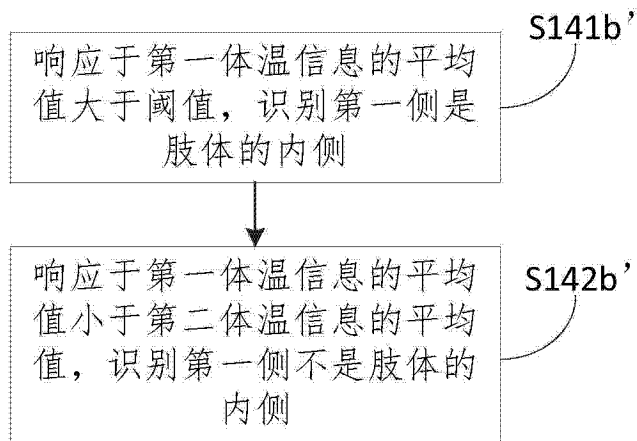 S141b’
响应于第一体温信息的平均
值大于阈值，识别第一侧是
肢体的内侧
S142b’
响应于第一体温信息的平均
值小于第二体温信息的平均
值，识别第一侧不是肢体的
内侧